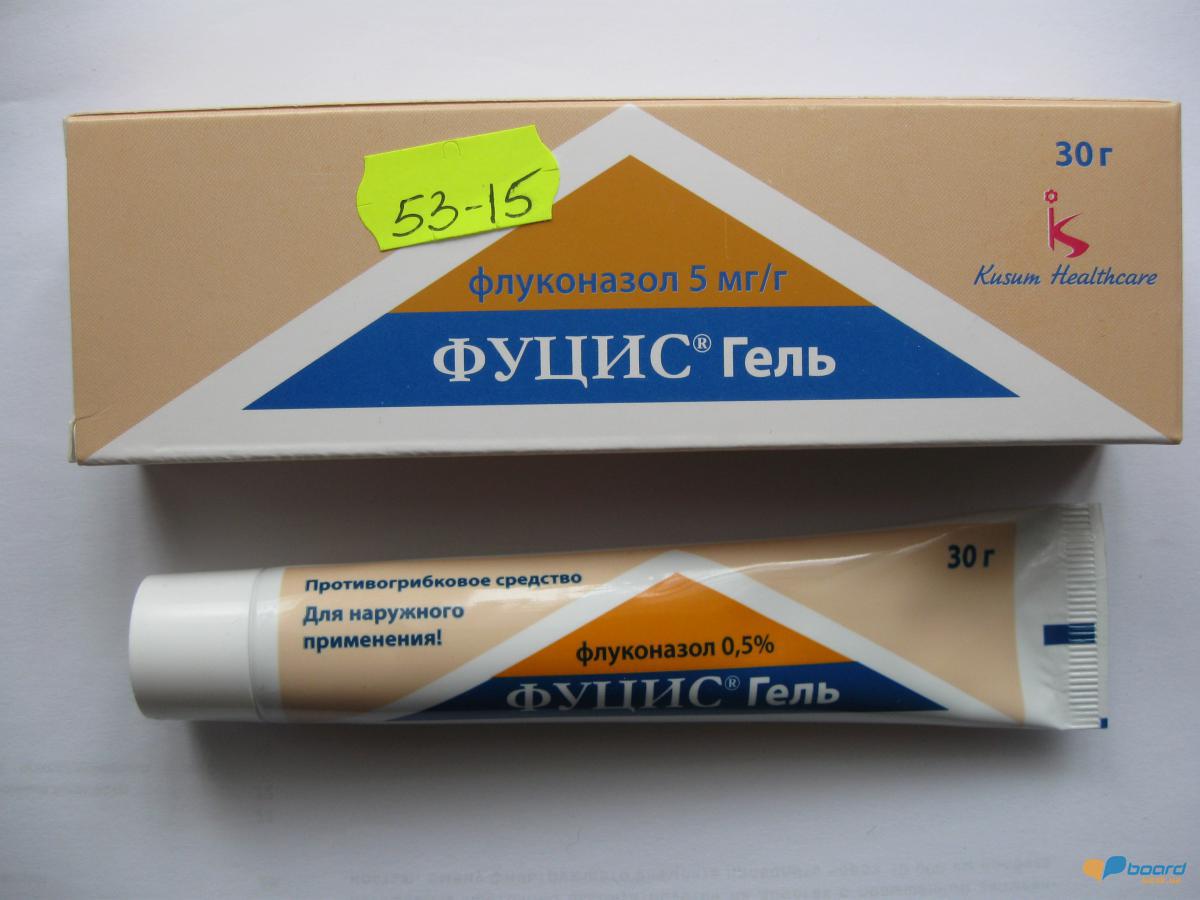 53-15
30 г
Kusum Healthcare
флуконазол 5 мг/г
ФУЦИС® Гель
Противогрибковое средство
Для наружного
применения!
30 г
флуконазол 0,5%
ФУЦИС® Гель
board